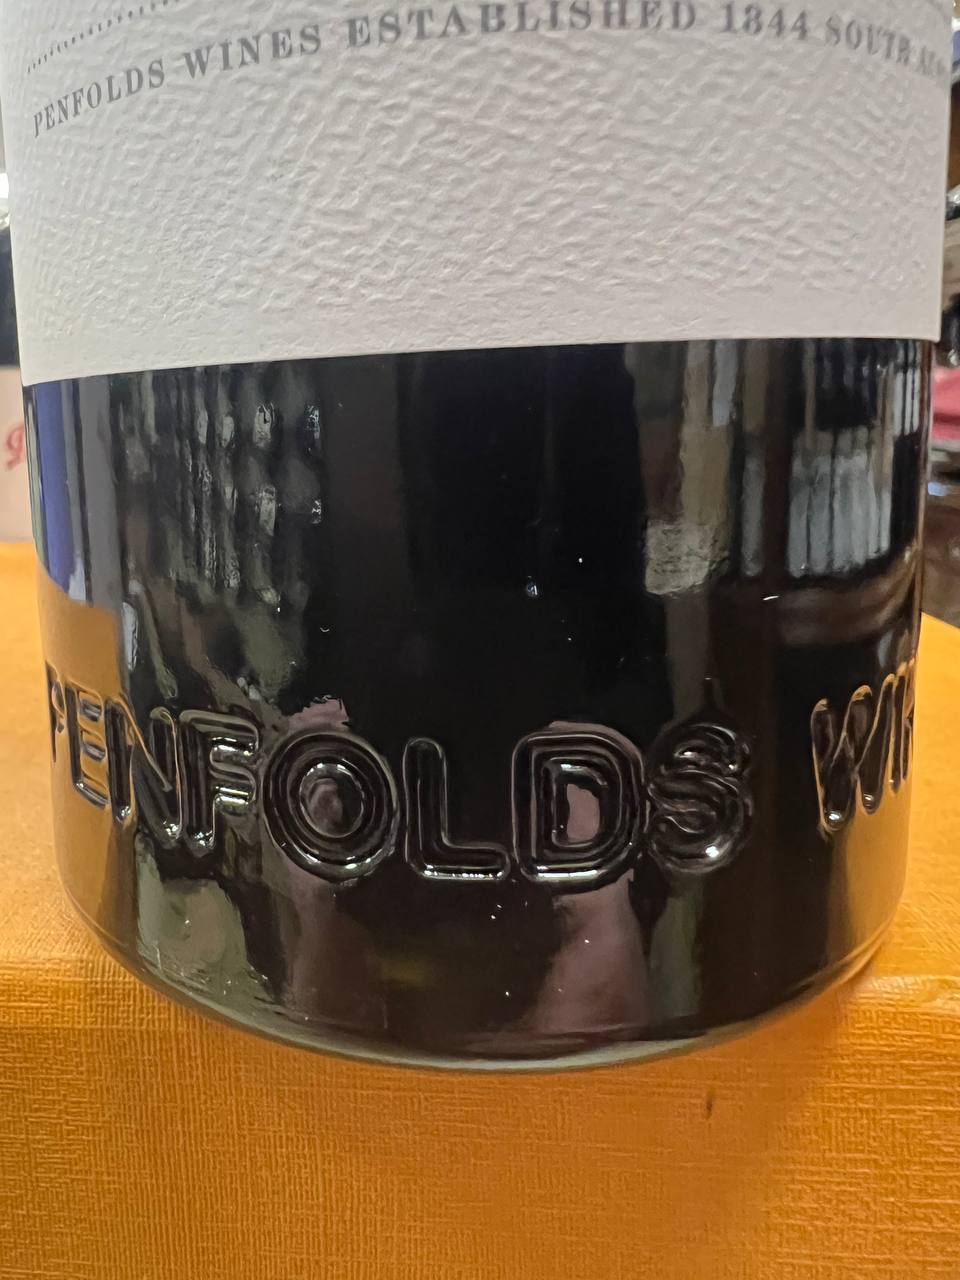 PENFOLDS WINES ESTABLISHED 1844 SOUTH
PENFOLDS